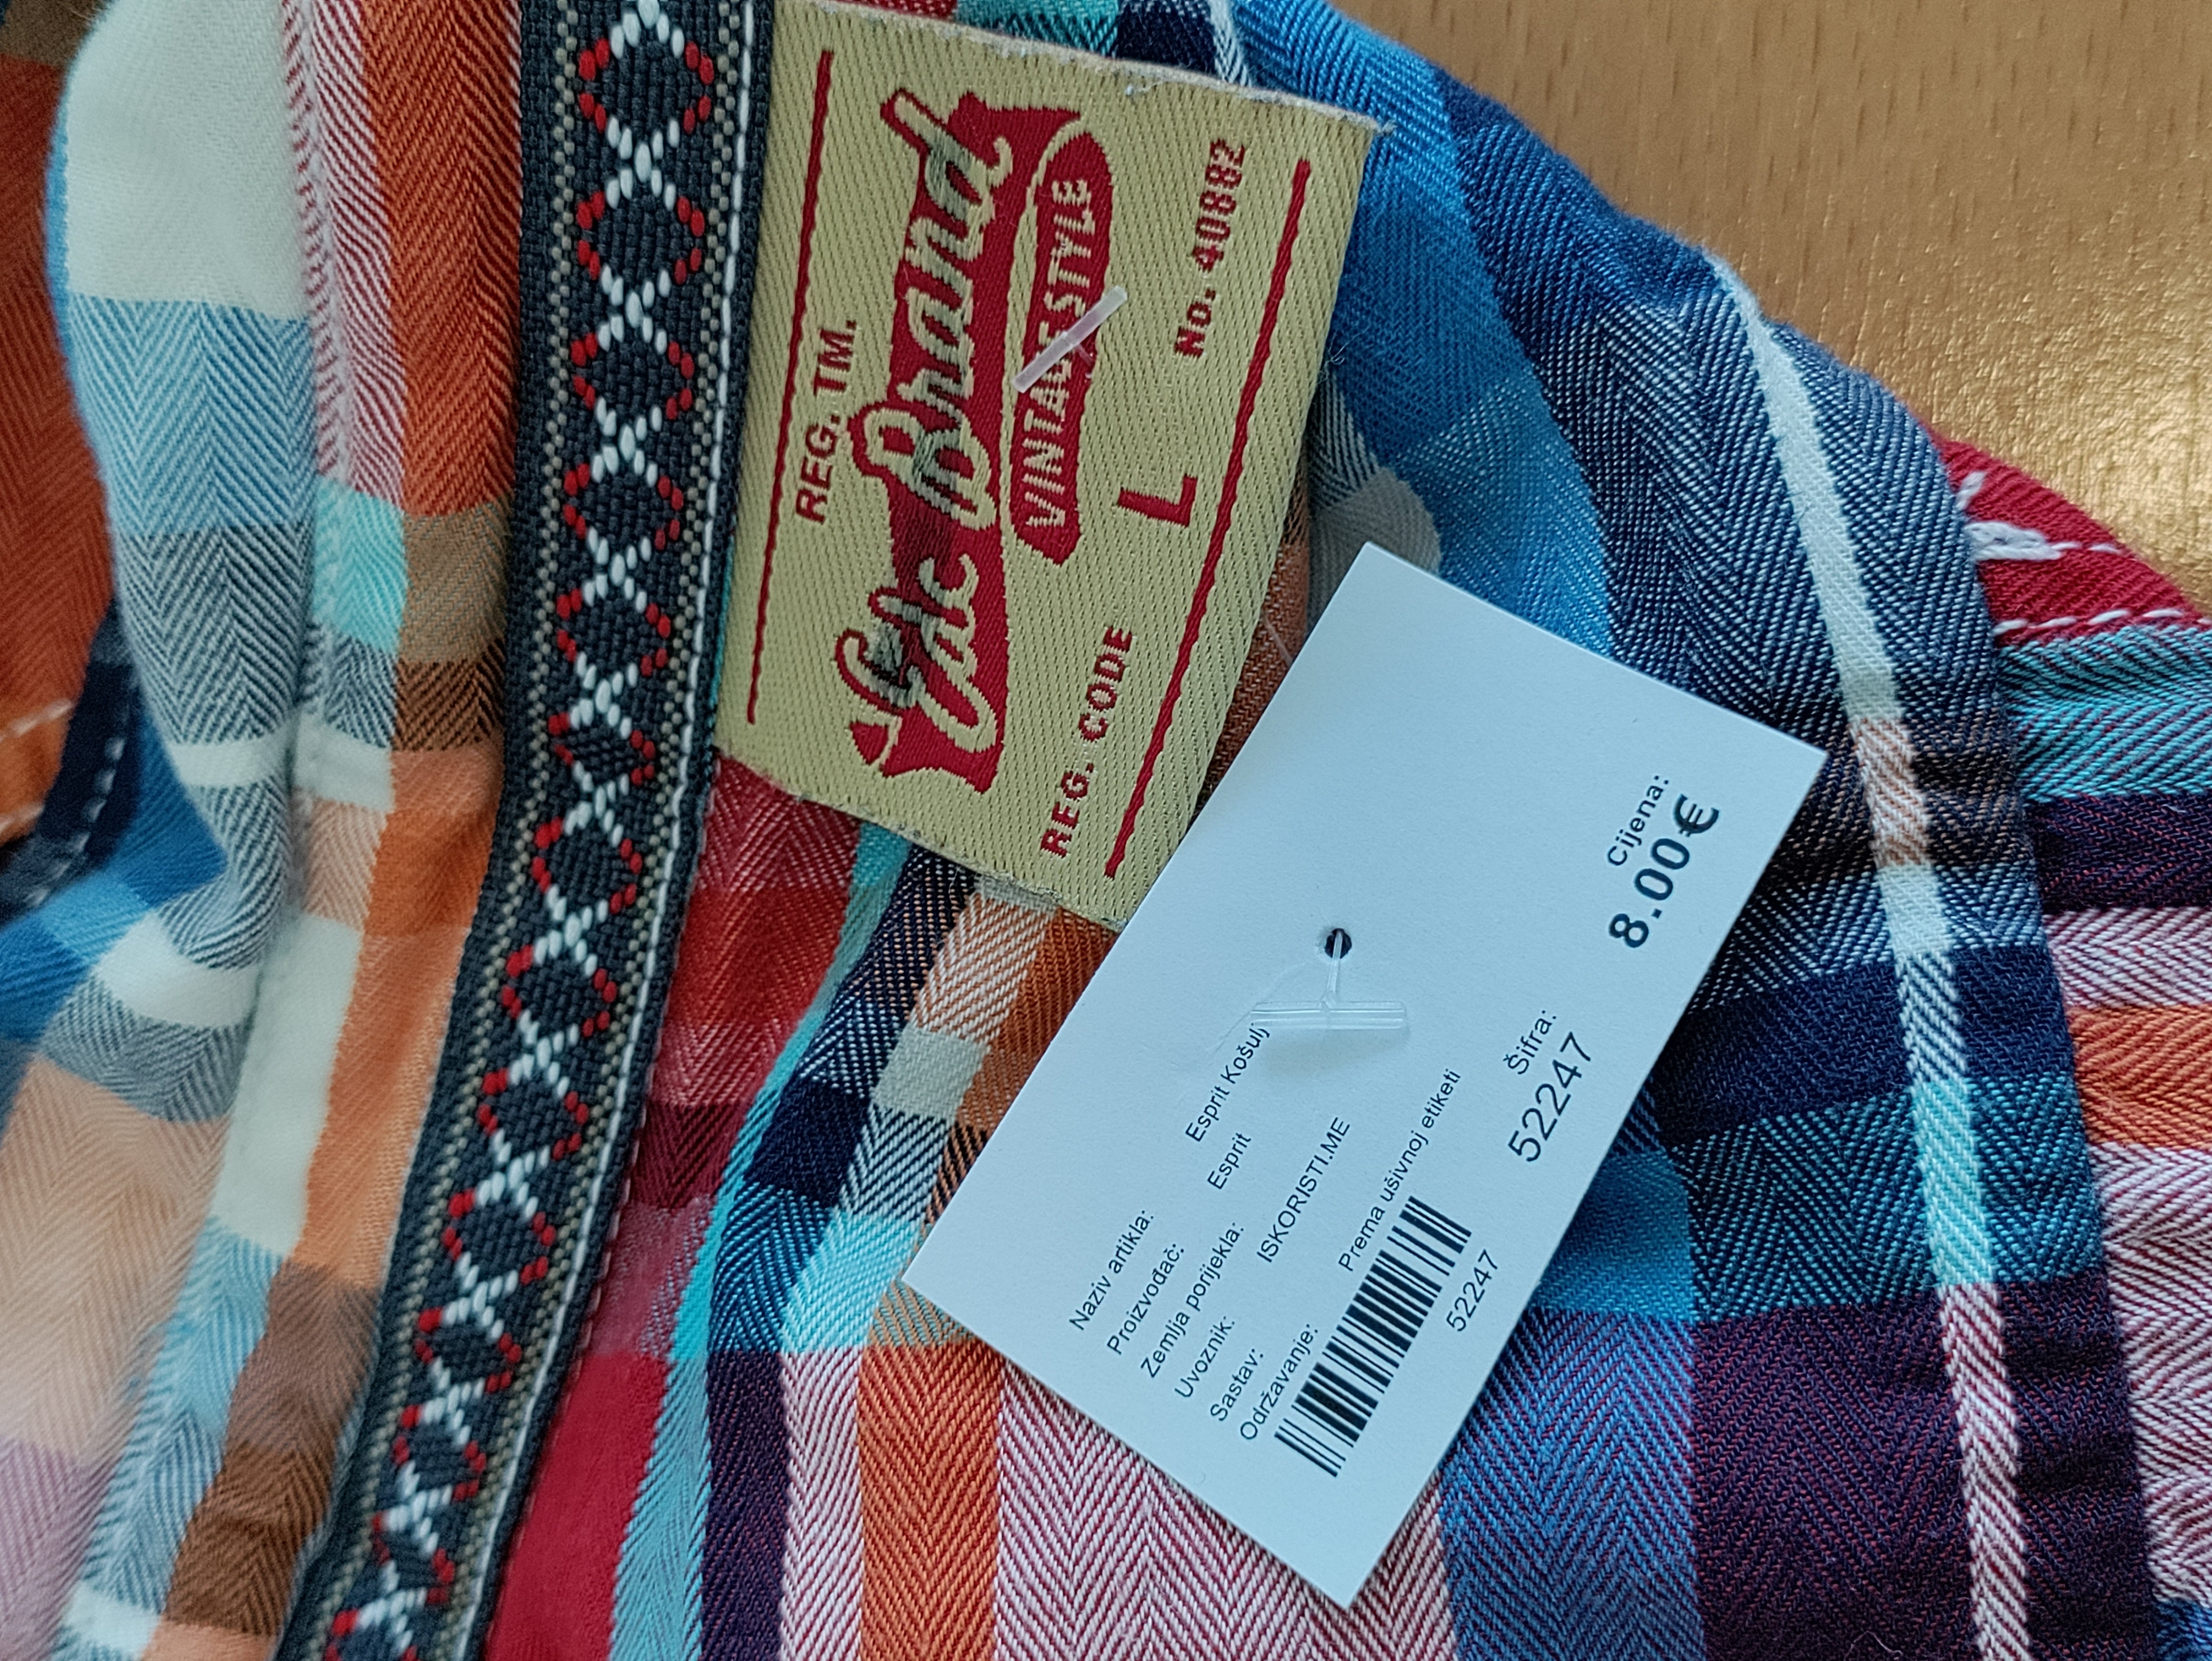 REG. TM.
Edc Brand
VINTAGE STYLE
No. 40882
L
REG. CODE
Cijena:
8.00€
Šifra:
52247
Naziv artikla: Esprit Košulj
Proizvođač: Esprit
Zemlja porijekla:
Uvoznik: ISKORISTI.ME
Sastav:
Održavanje: Prema ušivnoj etiketi
52247